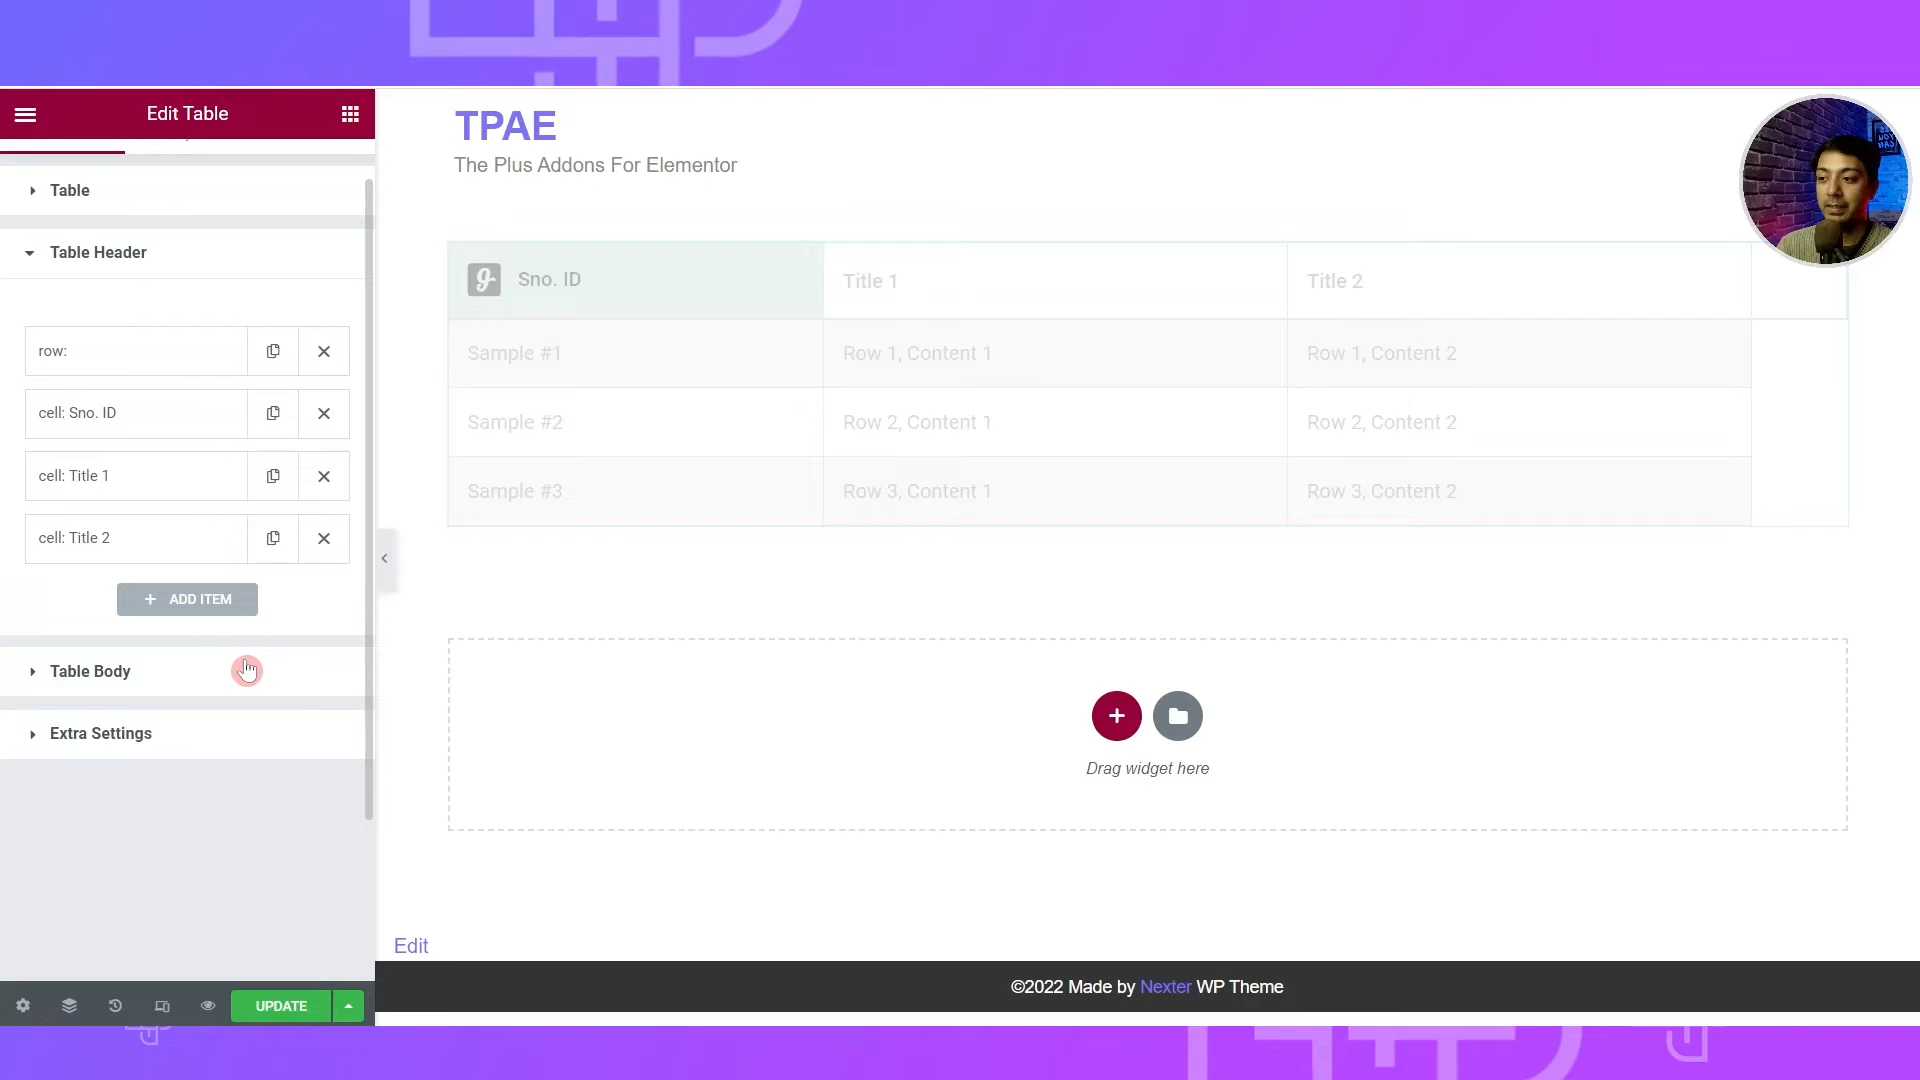 Edit Table
Table
Table Header
row:
cell: Sno. ID
cell: Title 1
cell: Title 2
+ ADD ITEM
Table Body
Extra Settings
UPDATE
TPAE
The Plus Addons For Elementor
Sno. ID Title 1 Title 2
Sample #1 Row 1, Content 1 Row 1, Content 2
Sample #2 Row 2, Content 1 Row 2, Content 2
Sample #3 Row 3, Content 1 Row 3, Content 2
Drag widget here
Edit
©2022 Made by Nexter WP Theme